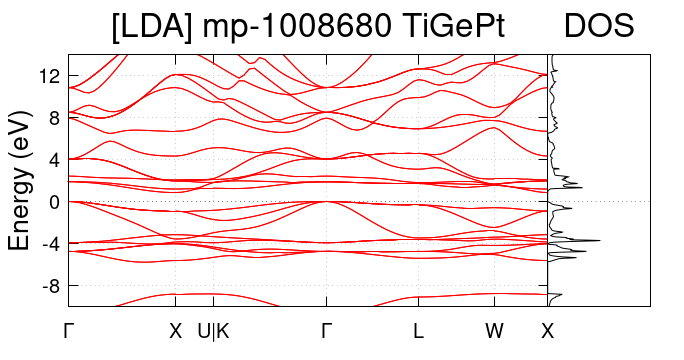 [LDA] mp-1008680 TiGePt
DOS
Energy (eV)
12
8
4
0
-4
-8
Γ X U|K Γ L W X